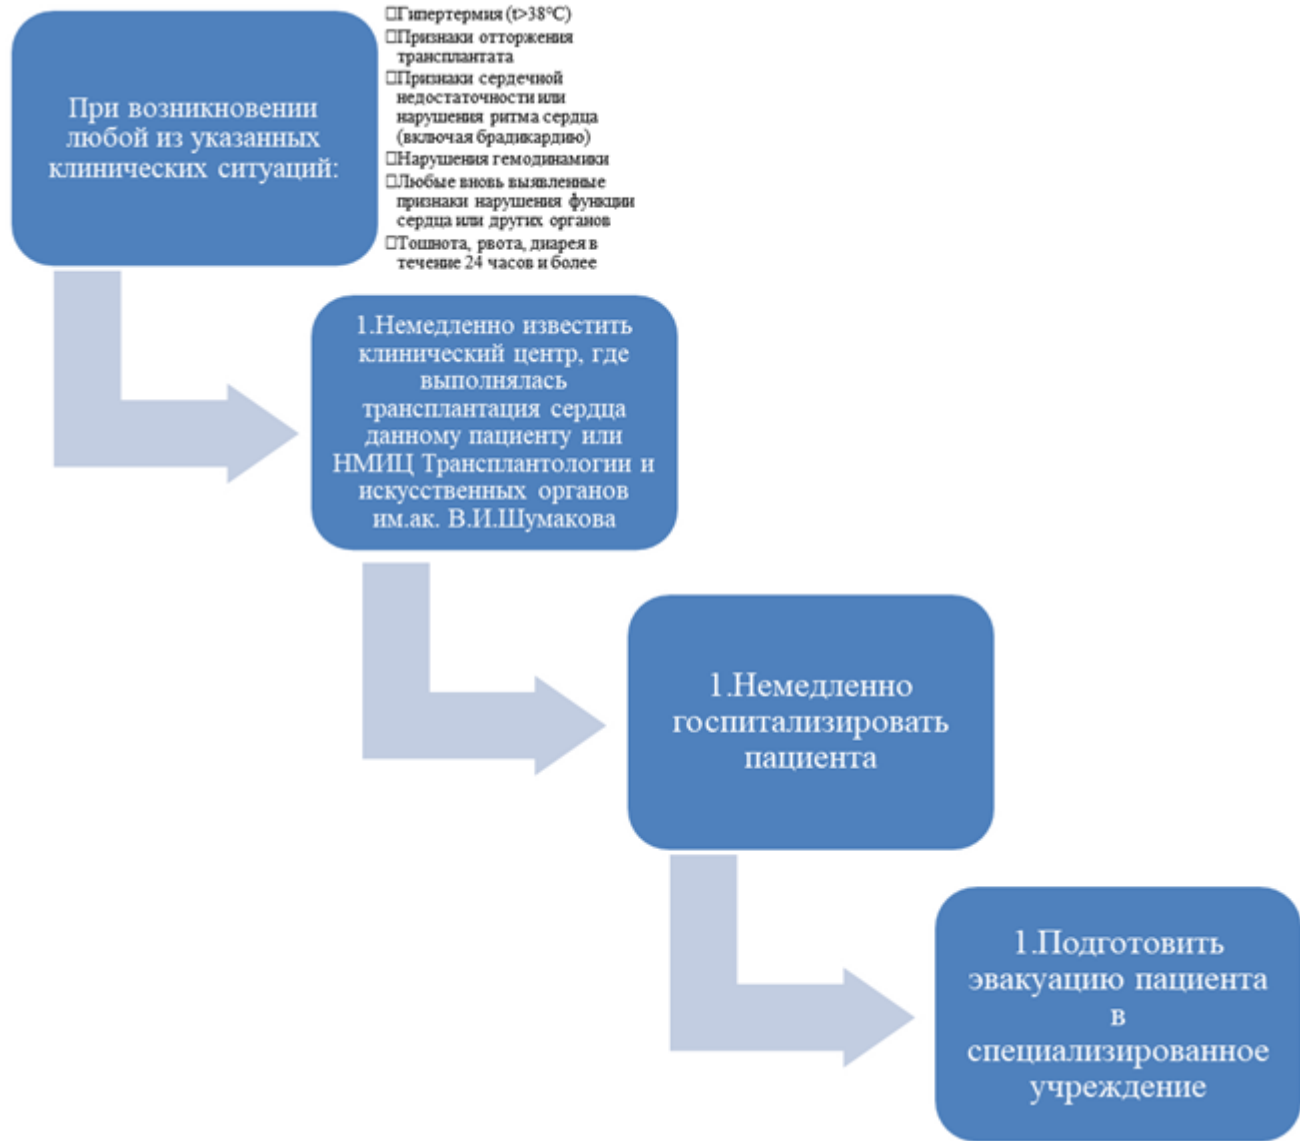 При возникновении
любой из указанных
клинических ситуаций:
□Гипертермия (t>38°C)
□Признаки отторжения
трансплантата
□Признаки сердечной
недостаточности или
нарушения ритма сердца
(включая брадикардию)
□Нарушения гемодинамики
□Любые вновь выявленные
признаки нарушения функции
сердца или других органов
□Тошнота, рвота, диарея в
течение 24 часов и более
1.Немедленно известить
клинический центр, где
выполнялась
трансплантация сердца
данному пациенту или
НМИЦ Трансплантологии и
искусственных органов
им.ак. В.И.Шумакова
1.Немедленно
госпитализировать
пациента
1.Подготовить
эвакуацию пациента
в
специализированное
учреждение